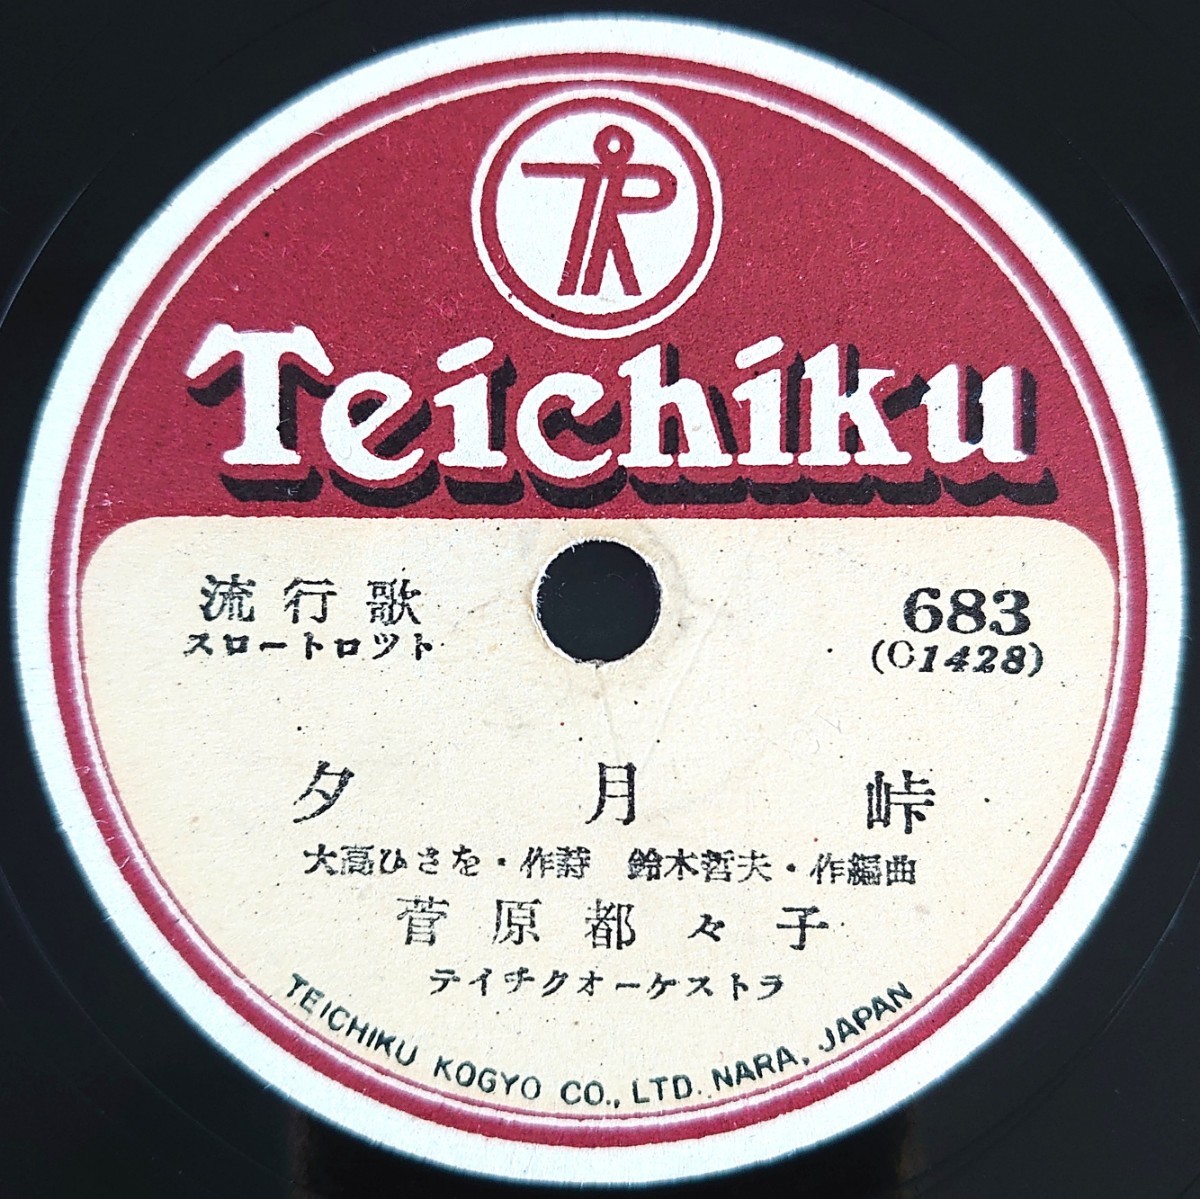 Teichiku
流行歌
スロートロット
683
(C1428)
夕月峠
大高ひさを・作詩 鈴木哲夫・作編曲
菅原都々子
テイチクオーケストラ
TEICHIKU KOGYO CO., LTD. NARA, JAPAN